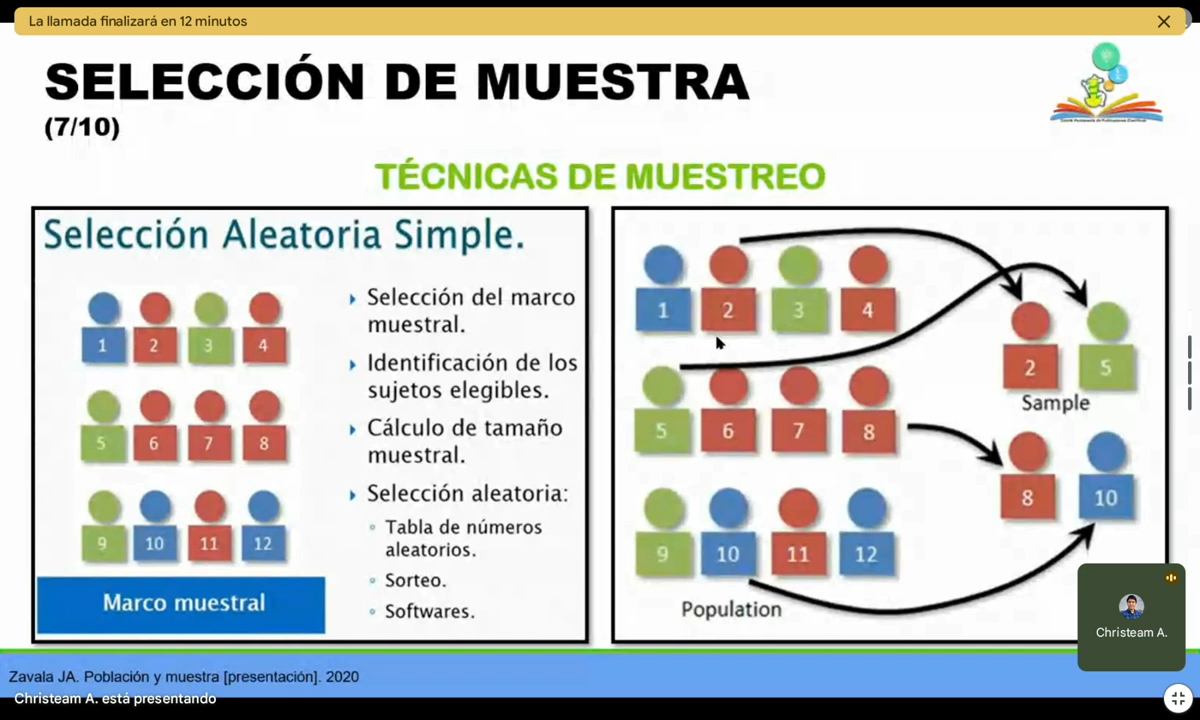 La llamada finalizará en 12 minutos
SELECCIÓN DE MUESTRA
(7/10)
TÉCNICAS DE MUESTREO
Selección Aleatoria Simple.
1 2 3 4
5 6 7 8
9 10 11 12
Marco muestral
Selección del marco
muestral.
Identificación de los
sujetos elegibles.
Cálculo de tamaño
muestral.
Selección aleatoria:
Tabla de números
aleatorios.
Sorteo.
Softwares.
1 2 3 4
5 6 7 8
9 10 11 12
Population
2 5
Sample
8 10
Christeam A.
Zavala JA. Población y muestra [presentación]. 2020
Christeam A. está presentando